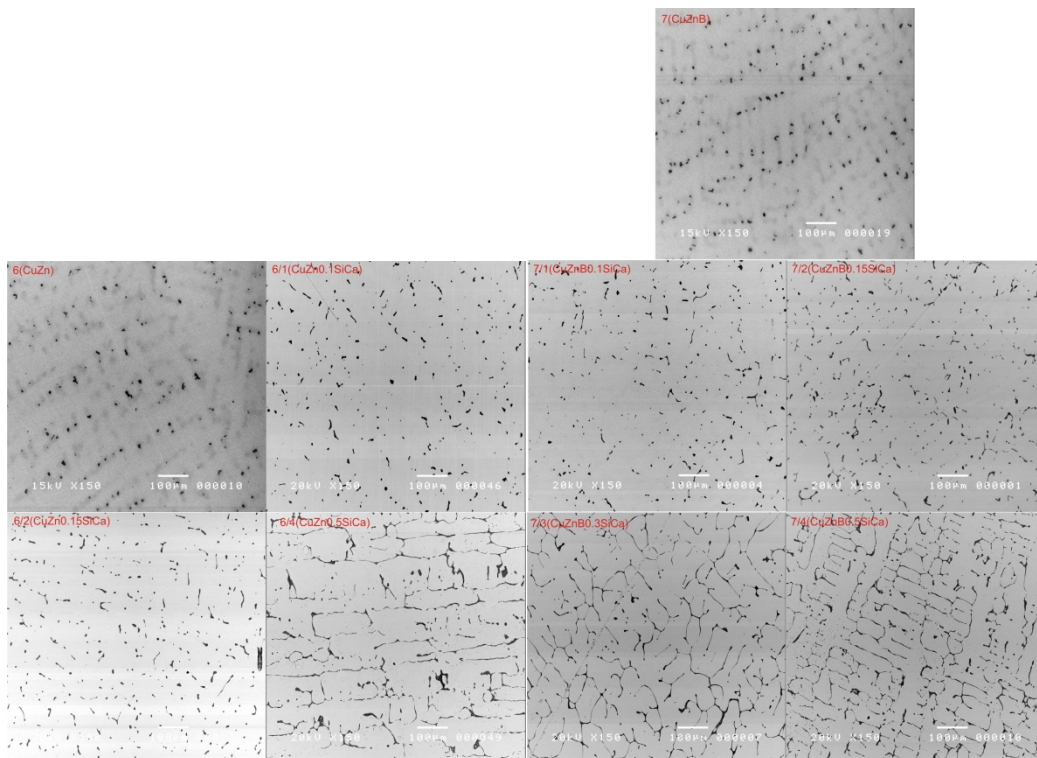 7(CuZnB)
15kV X150 100µm 000019
6(CuZn)
15kV X150 100µm 000010
6/1(CuZn0.1SiCa)
20kV X150 100µm 000046
7/1(CuZnB0.1SiCa)
20kV X150 100µm 000004
7/2(CuZnB0.15SiCa)
20kV X150 100µm 000001
6/2(CuZn0.15SiCa)
6/4(CuZn0.5SiCa)
20kV X150 100µm 000049
7/3(CuZnB0.3SiCa)
20kV X150 100µm 000007
7/4(CuZnB0.5SiCa)
20kV X150 100µm 000010